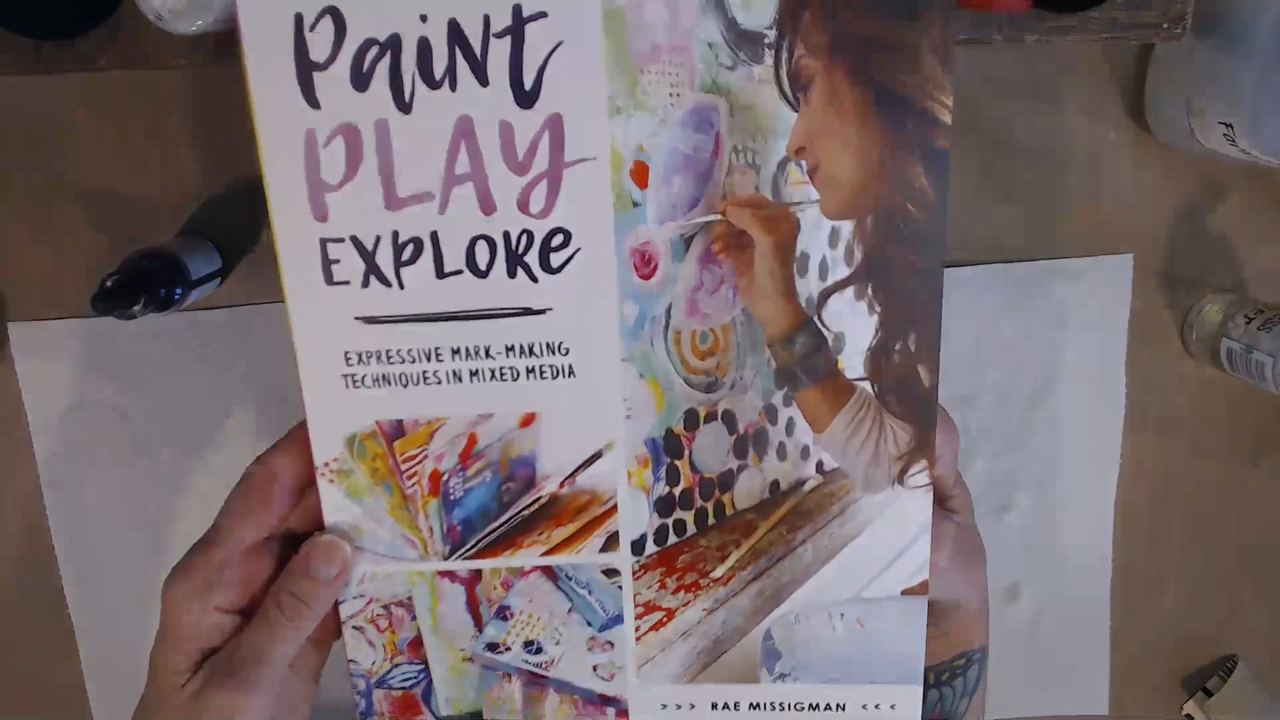 Paint
PLAY
EXPLORE
EXPRESSIVE MARK-MAKING
TECHNIQUES IN MIXED MEDIA
>>> RAE MISSIGMAN <<<